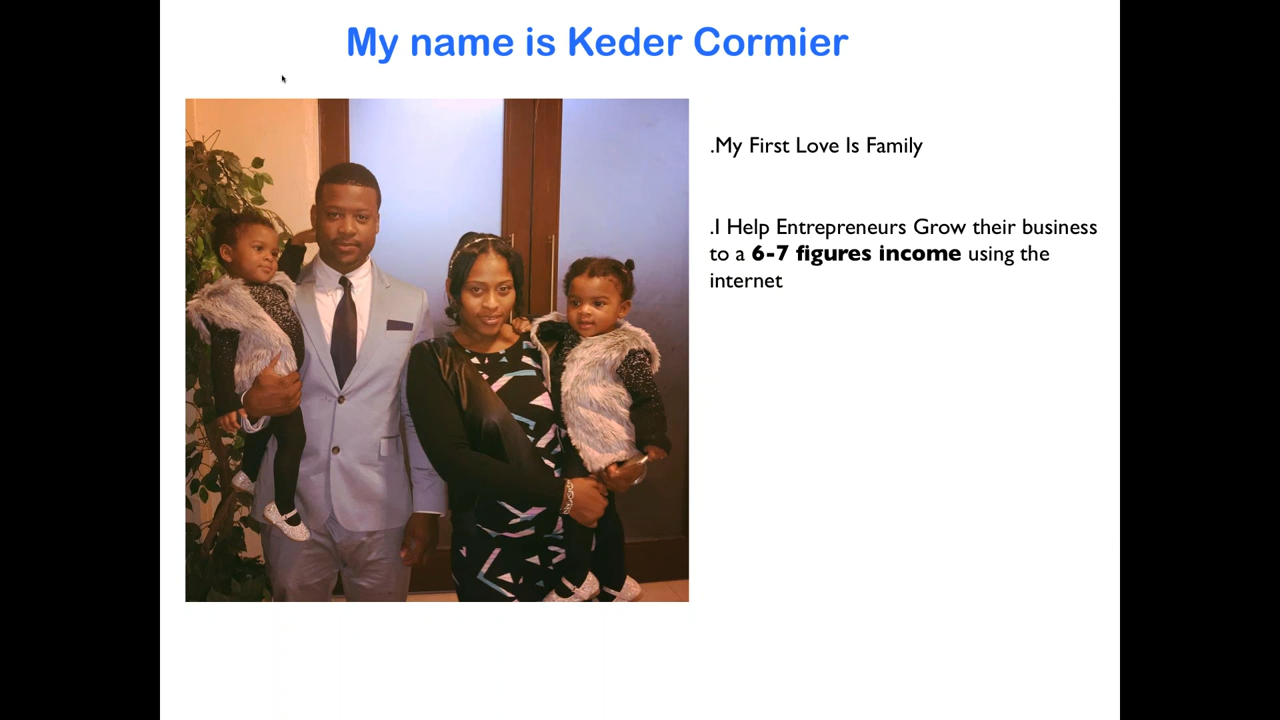 My name is Keder Cormier
.My First Love Is Family
.I Help Entrepreneurs Grow their business
to a 6-7 figures income using the
internet